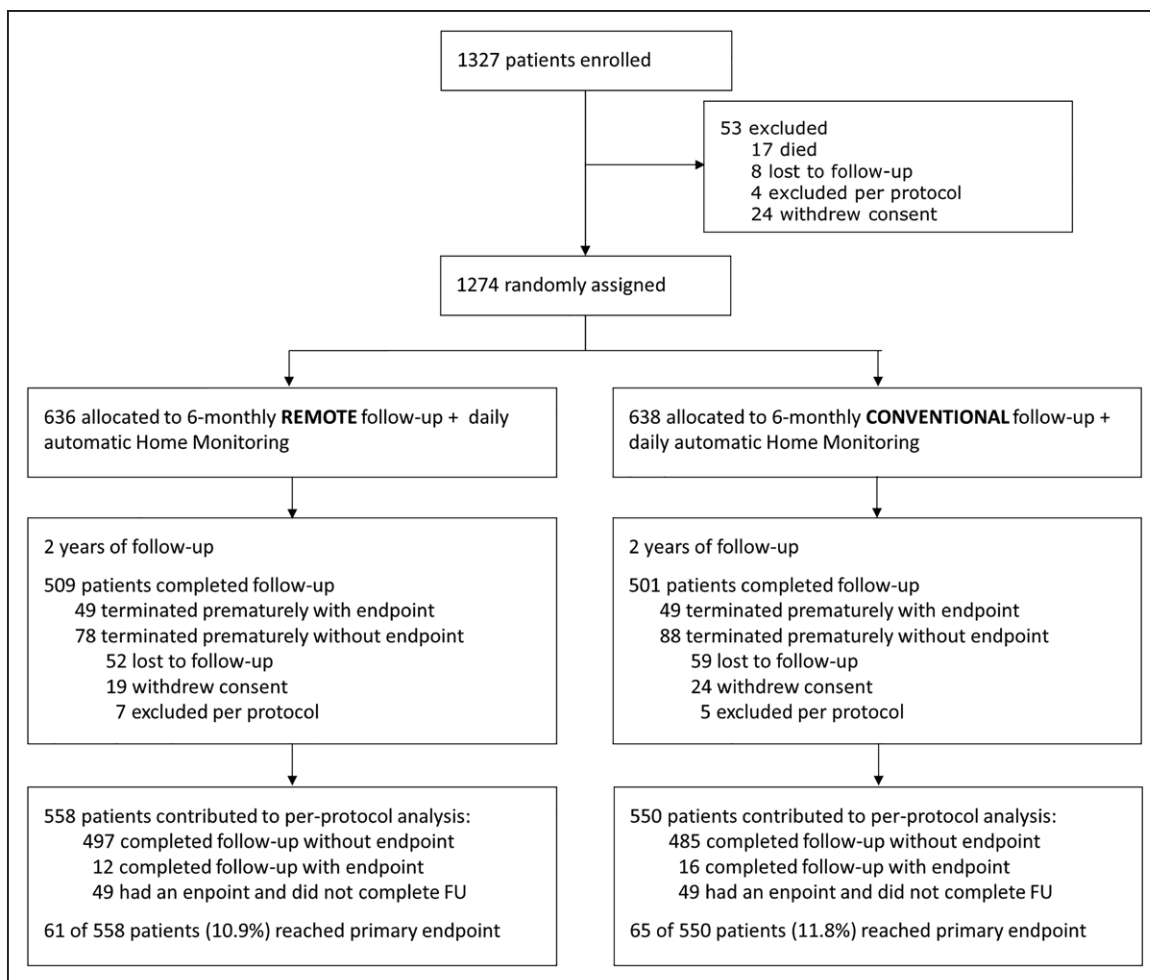 1327 patients enrolled
53 excluded
17 died
8 lost to follow-up
4 excluded per protocol
24 withdrew consent
1274 randomly assigned
636 allocated to 6-monthly REMOTE follow-up + daily
automatic Home Monitoring
638 allocated to 6-monthly CONVENTIONAL follow-up +
daily automatic Home Monitoring
2 years of follow-up
509 patients completed follow-up
49 terminated prematurely with endpoint
78 terminated prematurely without endpoint
52 lost to follow-up
19 withdrew consent
7 excluded per protocol
2 years of follow-up
501 patients completed follow-up
49 terminated prematurely with endpoint
88 terminated prematurely without endpoint
59 lost to follow-up
24 withdrew consent
5 excluded per protocol
558 patients contributed to per-protocol analysis:
497 completed follow-up without endpoint
12 completed follow-up with endpoint
49 had an enpoint and did not complete FU
61 of 558 patients (10.9%) reached primary endpoint
550 patients contributed to per-protocol analysis:
485 completed follow-up without endpoint
16 completed follow-up with endpoint
49 had an enpoint and did not complete FU
65 of 550 patients (11.8%) reached primary endpoint